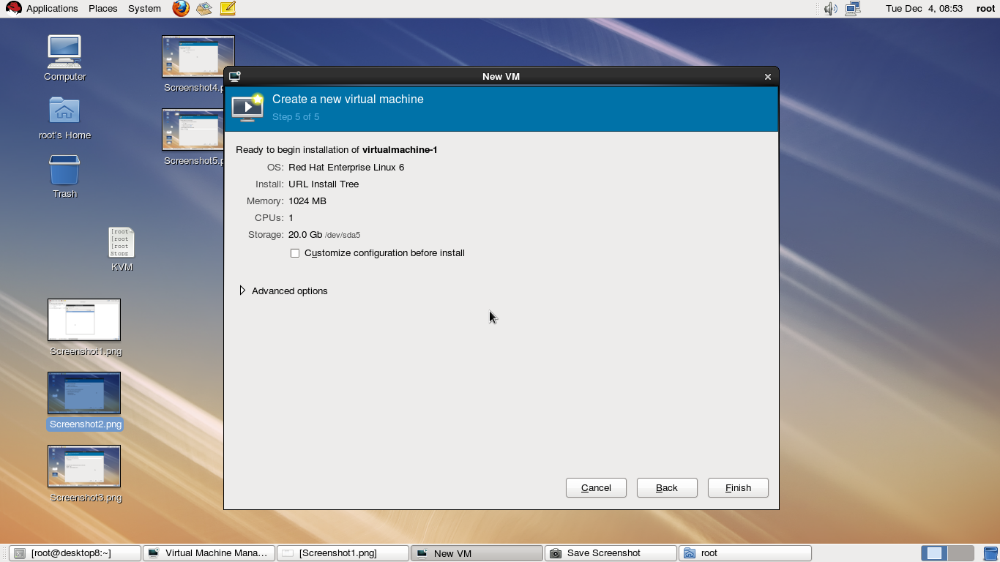 Applications Places System
Tue Dec 4, 08:53 root
Computer
root's Home
Trash
[root
[root
[root
Stopp
KVM
Screenshot1.png
Screenshot2.png
Screenshot3.png
Screenshot4.p
Screenshot5.p
New VM
Create a new virtual machine
Step 5 of 5
Ready to begin installation of virtualmachine-1
OS: Red Hat Enterprise Linux 6
Install: URL Install Tree
Memory: 1024 MB
CPUs: 1
Storage: 20.0 Gb /dev/sda5
Customize configuration before install
Advanced options
Cancel Back Finish
[root@desktop8:~] Virtual Machine Mana... [Screenshot1.png] New VM Save Screenshot root